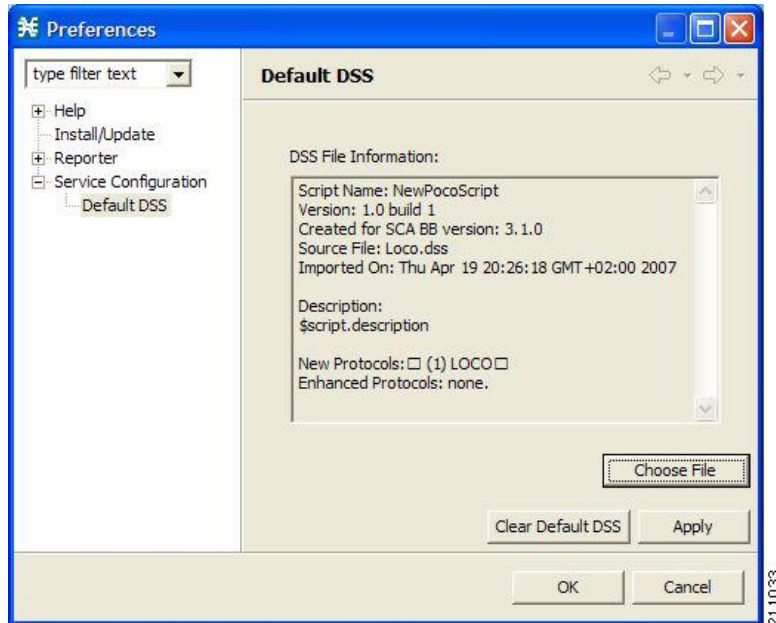 Preferences
type filter text
Help
Install/Update
Reporter
Service Configuration
Default DSS
Default DSS
DSS File Information:
Script Name: NewPocoScript
Version: 1.0 build 1
Created for SCA BB version: 3.1.0
Source File: Loco.dss
Imported On: Thu Apr 19 20:26:18 GMT+02:00 2007
Description:
$script.description
New Protocols:□ (1) LOCO□
Enhanced Protocols: none.
Choose File
Clear Default DSS
Apply
OK
Cancel
211033